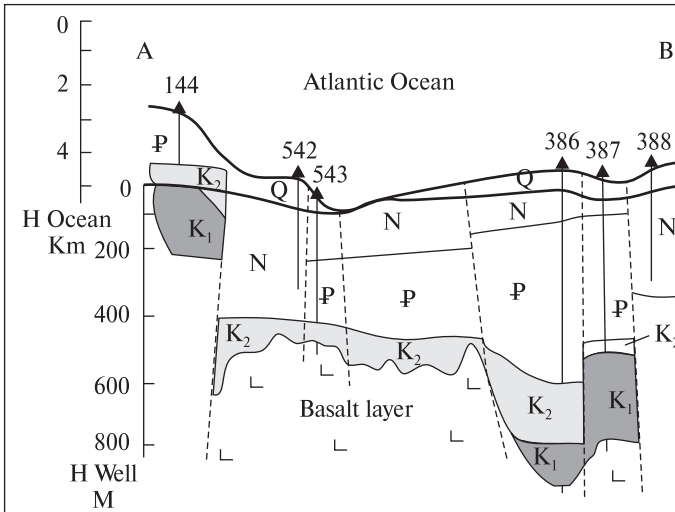 0
A
B
Atlantic Ocean
2
144
386 387 388
4
Ᵽ
542
K2
Q
543
Q
0
H Ocean
Km
K1
N
N
N
200
N
Ᵽ
Ᵽ
Ᵽ
Ᵽ
400
K2
K2
K2
600
Basalt layer
K2
K1
800
K1
H Well
M